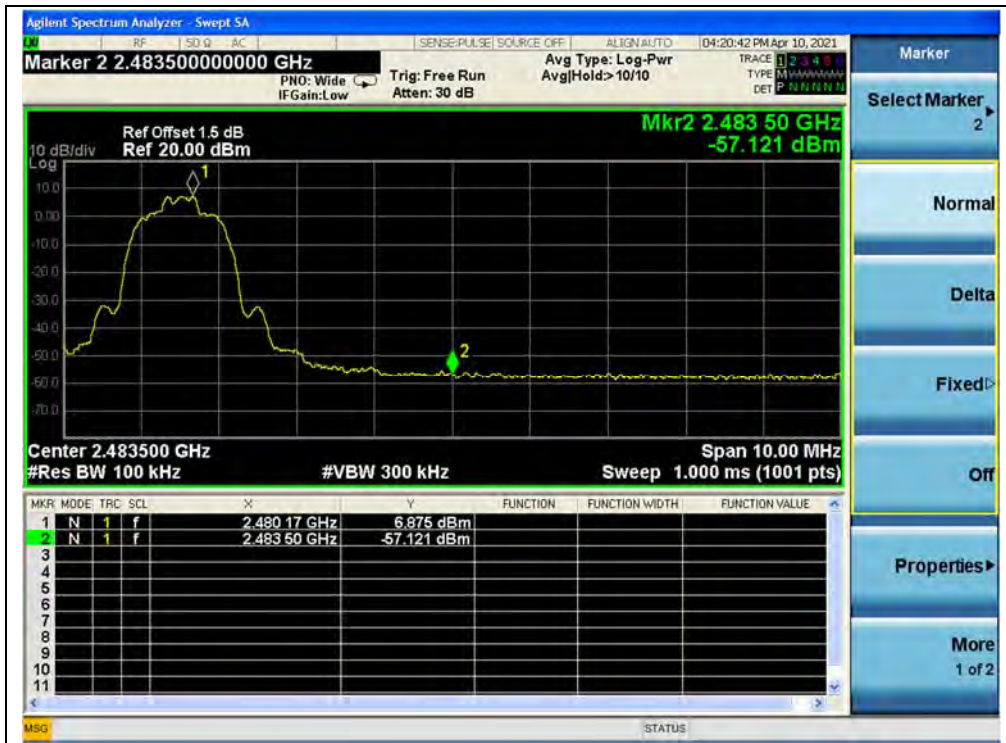 Agilent Spectrum Analyzer - Swept SA
LXI RF 50 Ω AC SENSE:PULSE SOURCE OFF ALIGN AUTO 04:20:42 PM Apr 10, 2021
Marker 2 2.483500000000 GHz
PNO: Wide
IFGain:Low
Trig: Free Run
Atten: 30 dB
Avg Type: Log-Pwr
Avg|Hold:>10/10
TRACE 1 2 3 4 5 6
TYPE M W W W W W
DET P N N N N N
Ref Offset 1.5 dB
10 dB/div Ref 20.00 dBm
Mkr2 2.483 50 GHz
-57.121 dBm
Log
10.0
0.00
-10.0
-20.0
-30.0
-40.0
-50.0
-60.0
-70.0
1
2
Center 2.483500 GHz Span 10.00 MHz
#Res BW 100 kHz #VBW 300 kHz Sweep 1.000 ms (1001 pts)
MKR MODE TRC SCL X Y FUNCTION FUNCTION WIDTH FUNCTION VALUE
1 N 1 f 2.480 17 GHz 6.875 dBm
2 N 1 f 2.483 50 GHz -57.121 dBm
3
4
5
6
7
8
9
10
11
MSG STATUS
Marker
Select Marker
2
Normal
Delta
Fixed
Off
Properties
More
1 of 2